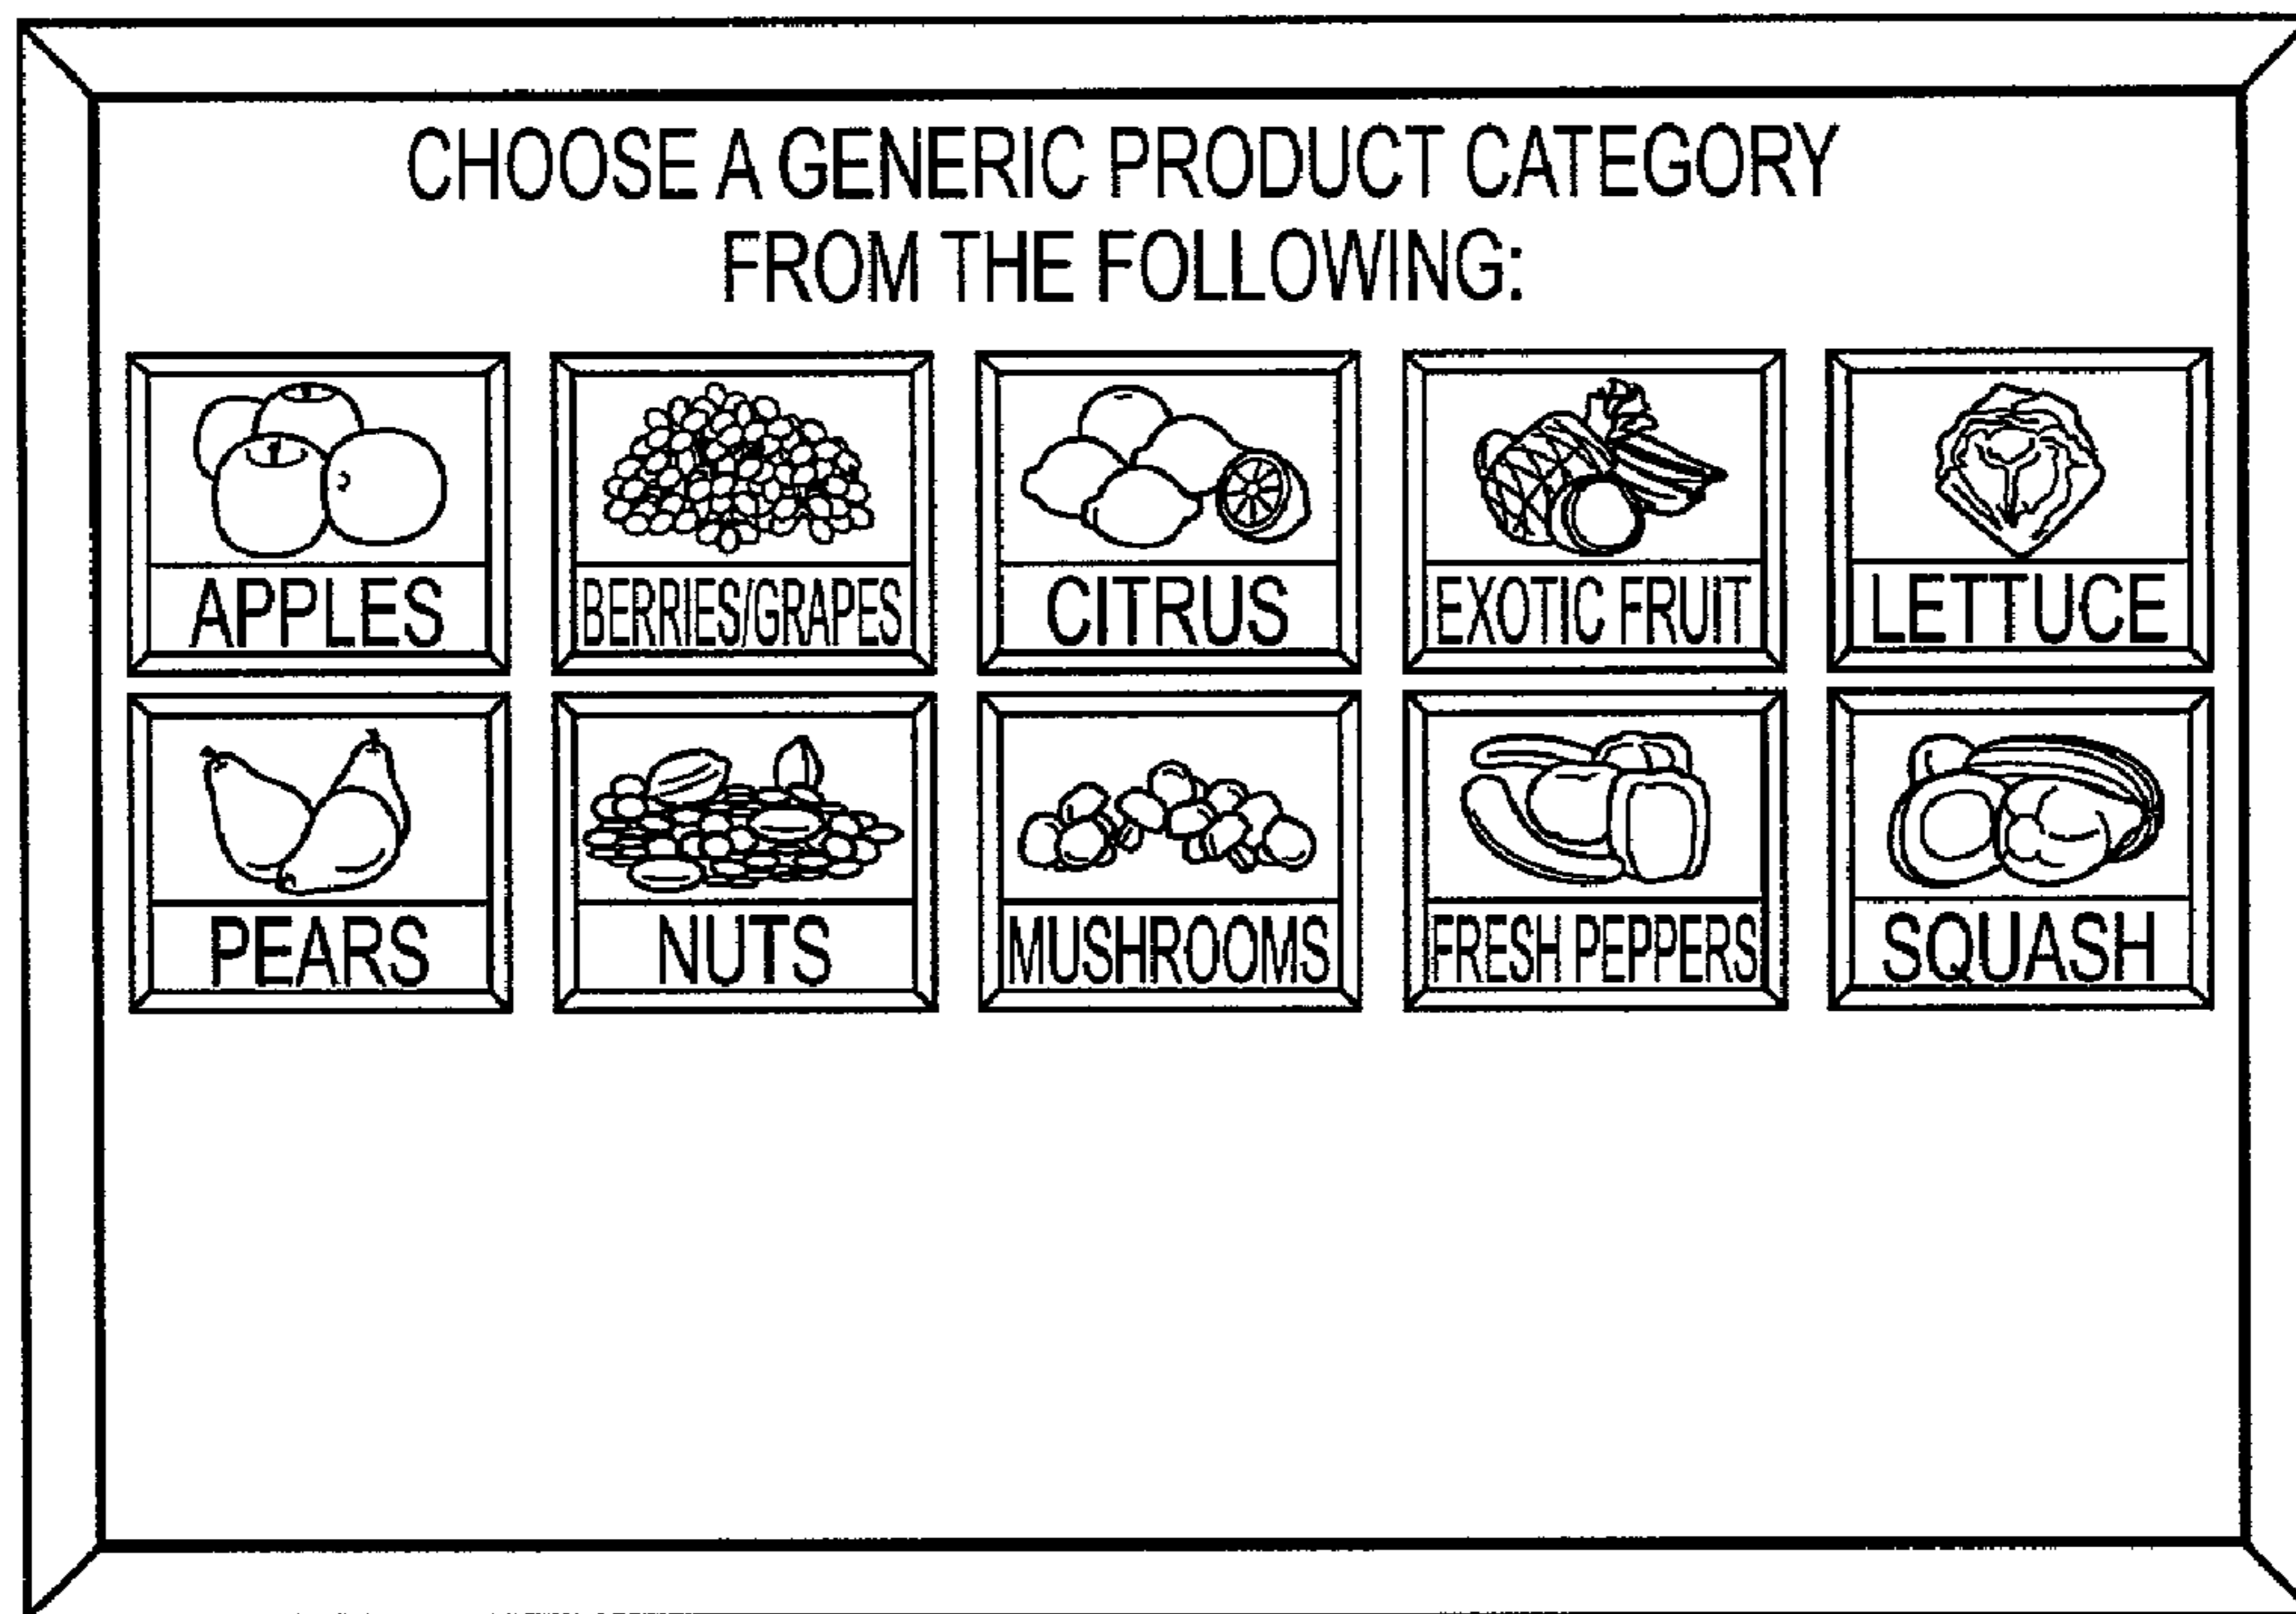 CHOOSE A GENERIC PRODUCT CATEGORY
FROM THE FOLLOWING:
APPLES
BERRIES/GRAPES
CITRUS
EXOTIC FRUIT
LETTUCE
PEARS
NUTS
MUSHROOMS
FRESH PEPPERS
SQUASH